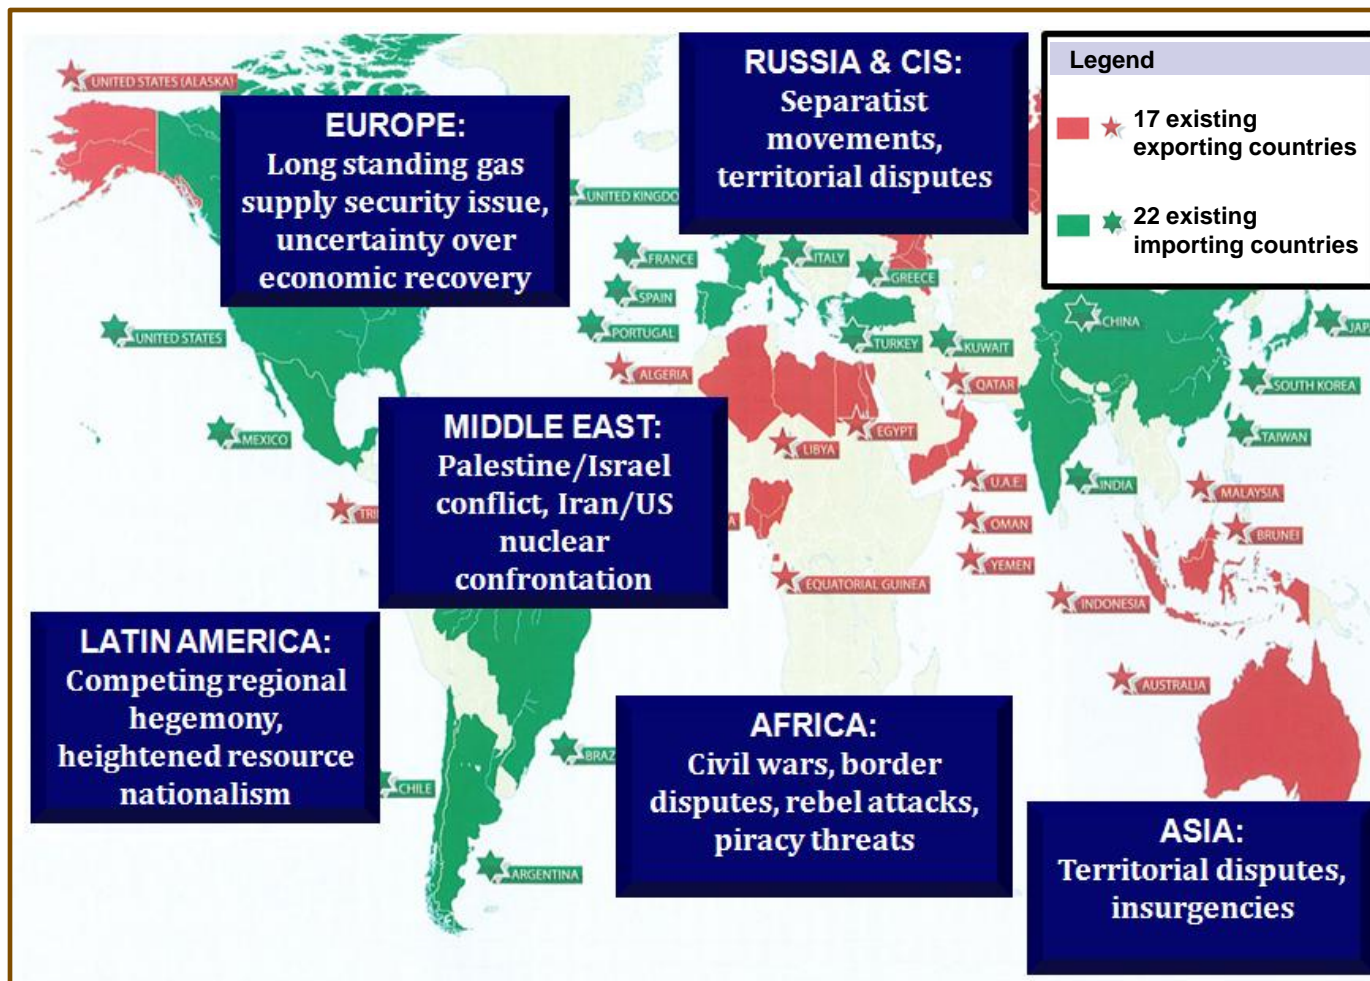 UNITED STATES (ALASKA)
EUROPE:
Long standing gas
supply security issue,
uncertainty over
economic recovery
RUSSIA & CIS:
Separatist
movements,
territorial disputes
Legend
17 existing
exporting countries
22 existing
importing countries
UNITED KINGDO
FRANCE
ITALY
GREECE
SPAIN
PORTUGAL
TURKEY
KUWAIT
CHINA
JAP
UNITED STATES
ALGERIA
QATAR
SOUTH KOREA
MEXICO
EGYPT
LIBYA
TAIWAN
MIDDLE EAST:
Palestine/Israel
conflict, Iran/US
nuclear
confrontation
U.A.E.
INDIA
MALAYSIA
TRI
A
OMAN
BRUNEI
YEMEN
EQUATORIAL GUINEA
INDONESIA
LATIN AMERICA:
Competing regional
hegemony,
heightened resource
nationalism
AUSTRALIA
AFRICA:
Civil wars, border
disputes, rebel attacks,
piracy threats
BRAZ
CHILE
ARGENTINA
ASIA:
Territorial disputes,
insurgencies